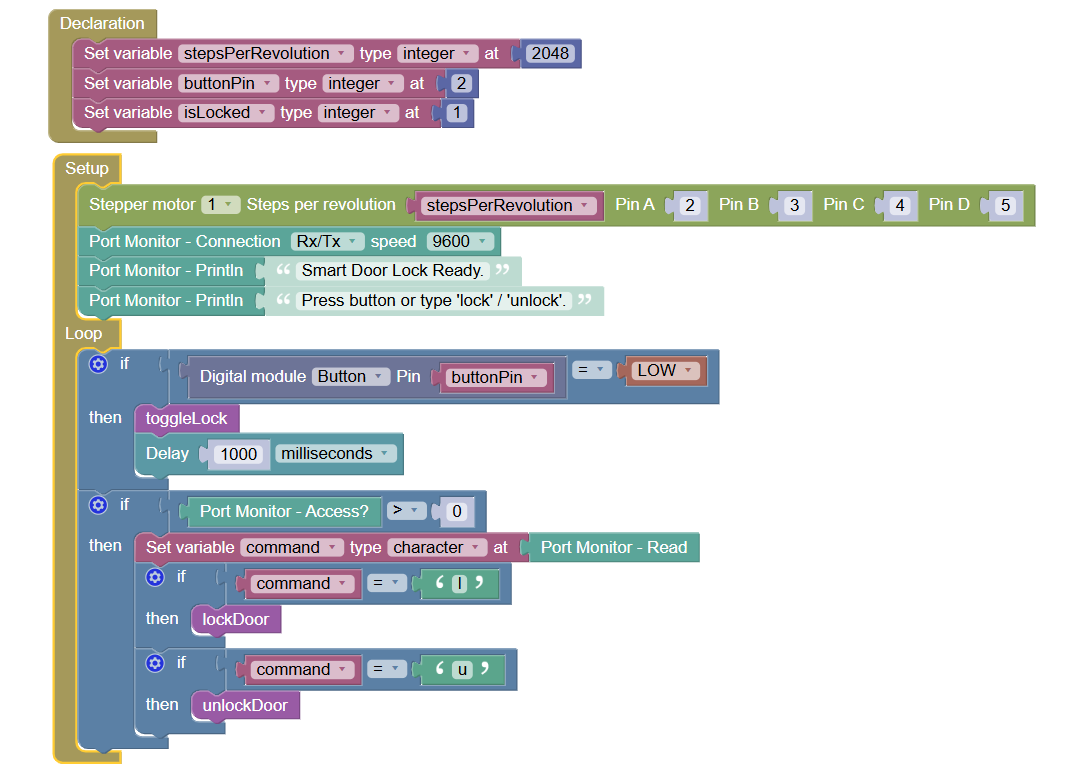 Declaration
Set variable stepsPerRevolution type integer at 2048
Set variable buttonPin type integer at 2
Set variable isLocked type integer at 1
Setup
Stepper motor 1 Steps per revolution stepsPerRevolution Pin A 2 Pin B 3 Pin C 4 Pin D 5
Port Monitor - Connection Rx/Tx speed 9600
Port Monitor - Println “ Smart Door Lock Ready. ”
Port Monitor - Println “ Press button or type 'lock' / 'unlock'. ”
Loop
if Digital module Button Pin buttonPin = LOW
then toggleLock
Delay 1000 milliseconds
if Port Monitor - Access? > 0
then Set variable command type character at Port Monitor - Read
if command = ‘ l ’
then lockDoor
if command = ‘ u ’
then unlockDoor